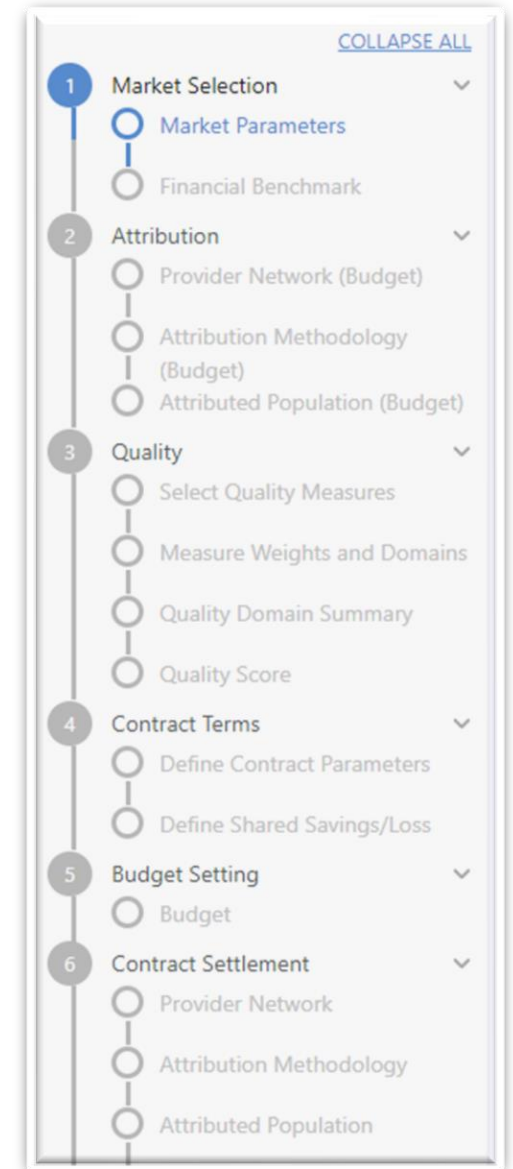 COLLAPSE ALL
1 Market Selection
Market Parameters
Financial Benchmark
2 Attribution
Provider Network (Budget)
Attribution Methodology
(Budget)
Attributed Population (Budget)
3 Quality
Select Quality Measures
Measure Weights and Domains
Quality Domain Summary
Quality Score
4 Contract Terms
Define Contract Parameters
Define Shared Savings/Loss
5 Budget Setting
Budget
6 Contract Settlement
Provider Network
Attribution Methodology
Attributed Population